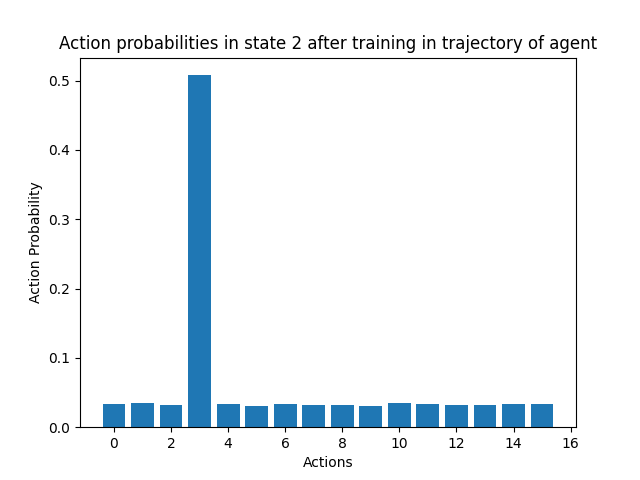 Action probabilities in state 2 after training in trajectory of agent
0.5
0.4
0.3
0.2
0.1
0.0
Action Probability
0 2 4 6 8 10 12 14 16
Actions